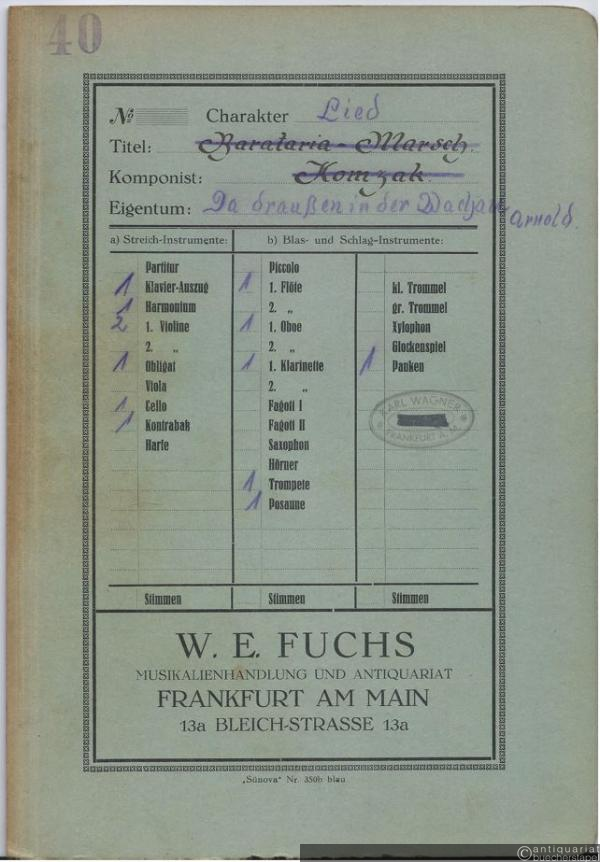 40
№ Charakter Lied
Titel: Barataria-Marsch.
Komponist: Komzak.
Eigentum: Da draußen in der Wachau Arnold.
a) Streich-Instrumente: b) Blas- und Schlag-Instrumente:
Partitur
1 Klavier-Auszug
1 Harmonium
2 1. Violine
2. „
1 Obligat
Viola
1 Cello
1 Kontrabaß
Harfe
Stimmen
Piccolo
1 1. Flöte
2. „
1 1. Oboe
2. „
1 1. Klarinette
2. „
Fagott I
Fagott II
Saxophon
Hörner
1 Trompete
1 Posaune
Stimmen
kl. Trommel
gr. Trommel
Xylophon
Glockenspiel
1 Pauken
KARL WAGNER
FRANKFURT A. M.
Stimmen
W. E. FUCHS
MUSIKALIENHANDLUNG UND ANTIQUARIAT
FRANKFURT AM MAIN
13a BLEICH-STRASSE 13a
„Sünova“ Nr. 350b blau
©antiquariat
buecherstapel